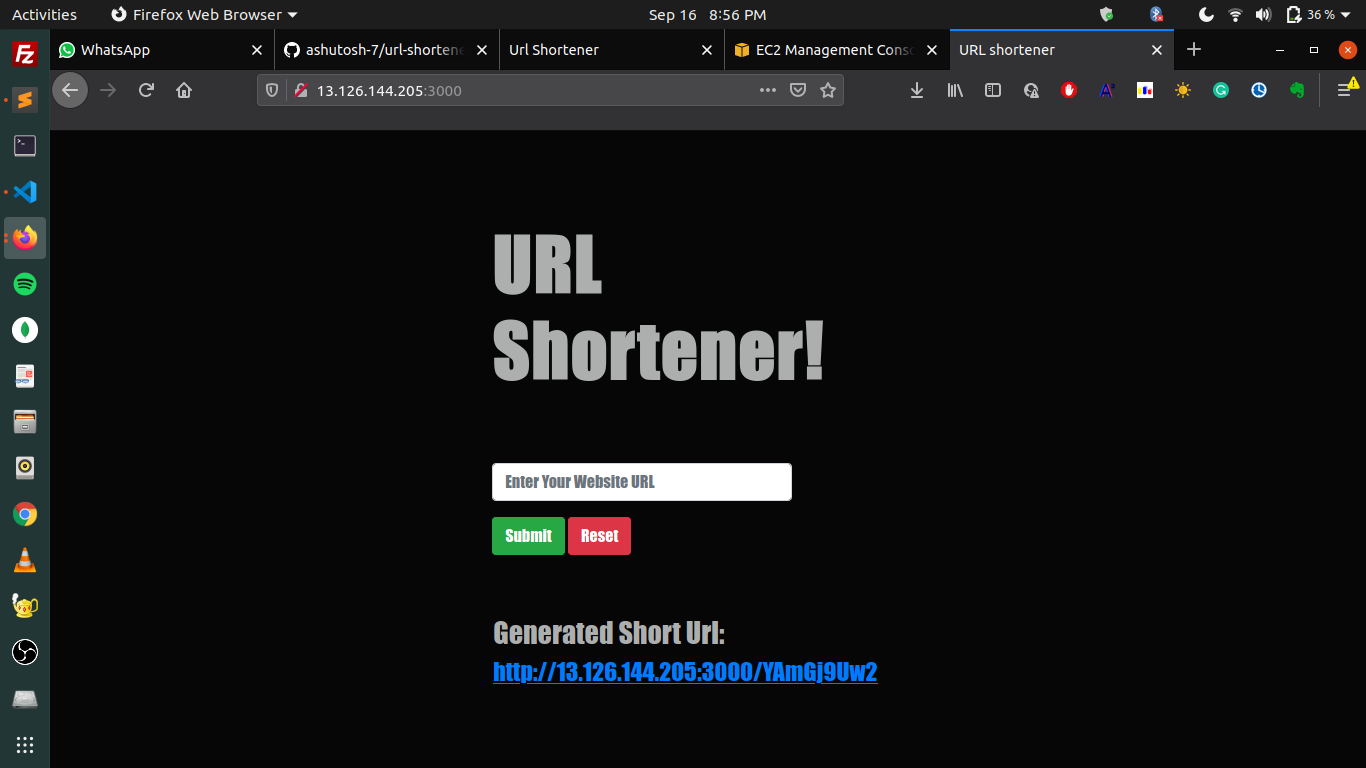 Activities
Firefox Web Browser
Sep 16 8:56 PM
36 %
WhatsApp
ashutosh-7/url-shortene
Url Shortener
EC2 Management Conso
URL shortener
13.126.144.205:3000
URL
Shortener!
Enter Your Website URL
Submit
Reset
Generated Short Url:
http://13.126.144.205:3000/YAmGj9Uw2